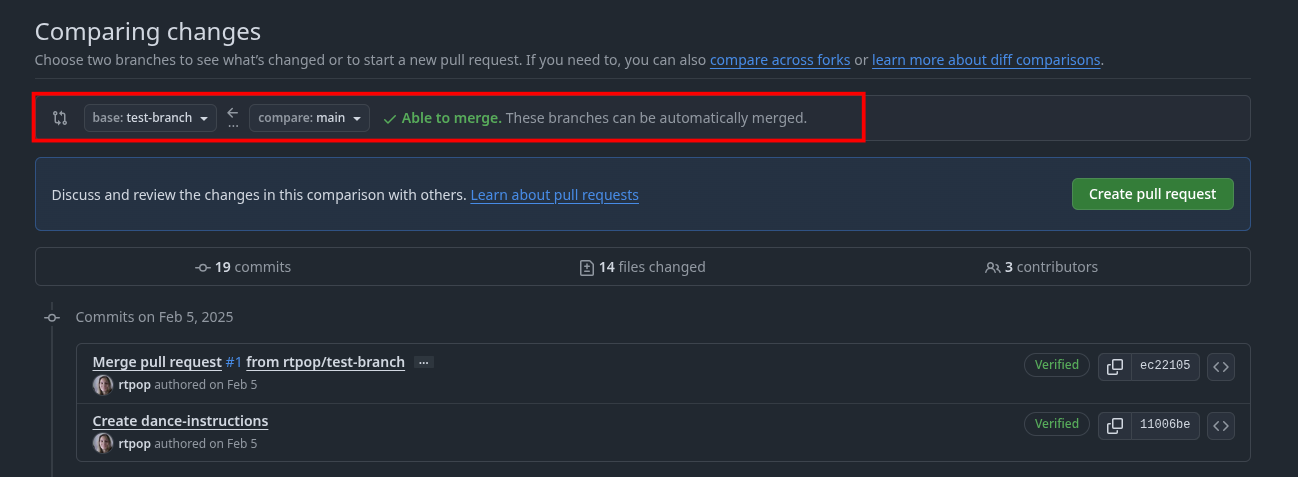 Comparing changes
Choose two branches to see what's changed or to start a new pull request. If you need to, you can also compare across forks or learn more about diff comparisons.
base: test-branch ... compare: main Able to merge. These branches can be automatically merged.
Discuss and review the changes in this comparison with others. Learn about pull requests Create pull request
19 commits 14 files changed 3 contributors
Commits on Feb 5, 2025
Merge pull request #1 from rtpop/test-branch ... Verified ec22105
rtpop authored on Feb 5
Create dance-instructions Verified 11006be
rtpop authored on Feb 5